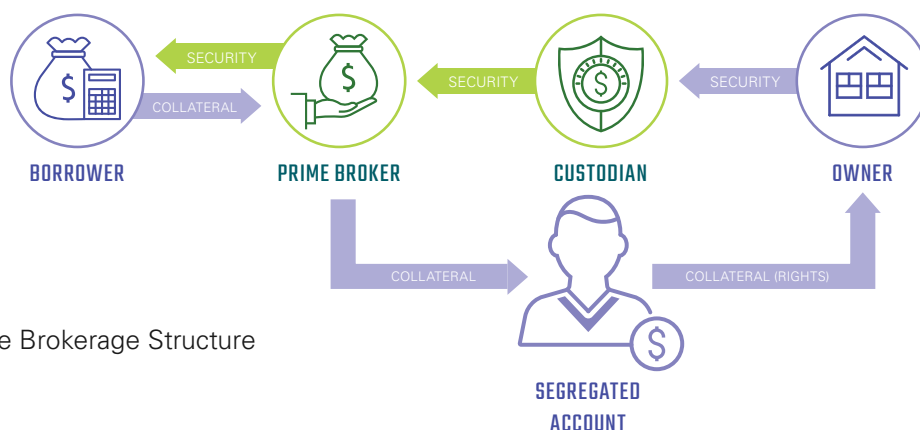 SECURITY
COLLATERAL
SECURITY
SECURITY
BORROWER
PRIME BROKER
CUSTODIAN
OWNER
COLLATERAL
COLLATERAL (RIGHTS)
e Brokerage Structure
SEGREGATED
ACCOUNT